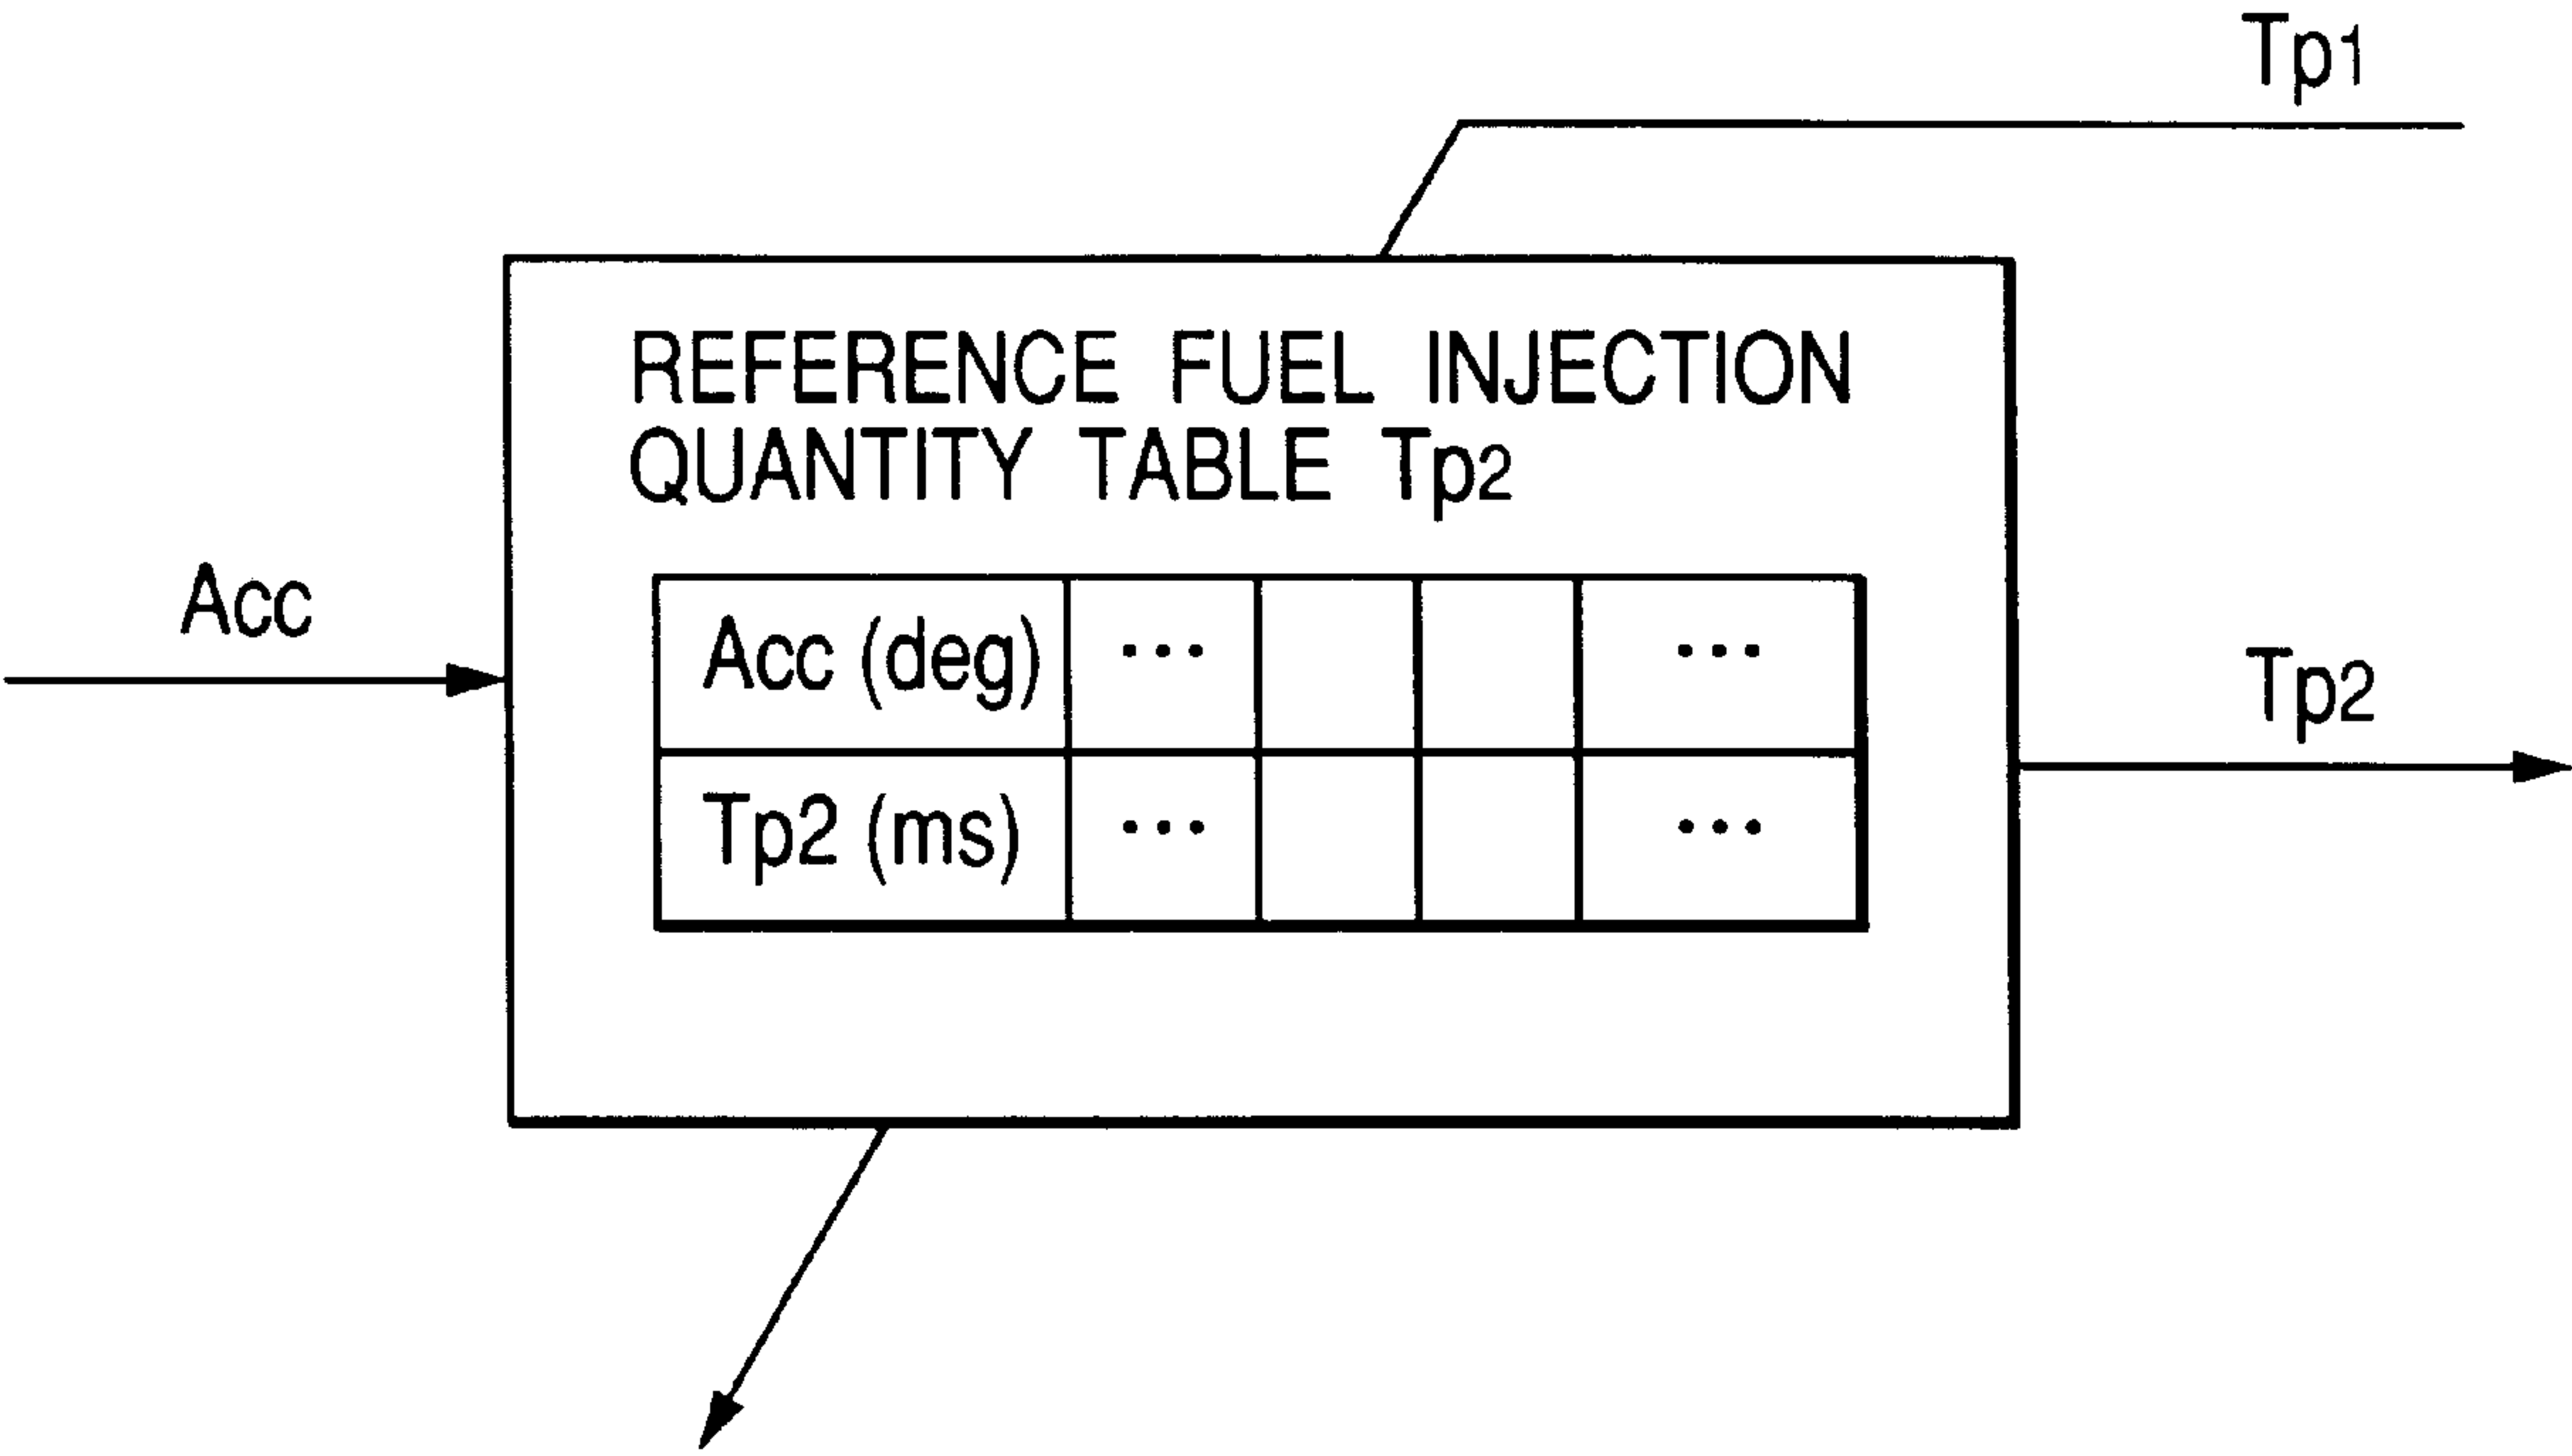 Tp1
REFERENCE FUEL INJECTION
QUANTITY TABLE Tp2
Acc
Acc (deg) ... ...
Tp2
Tp2 (ms) ... ...